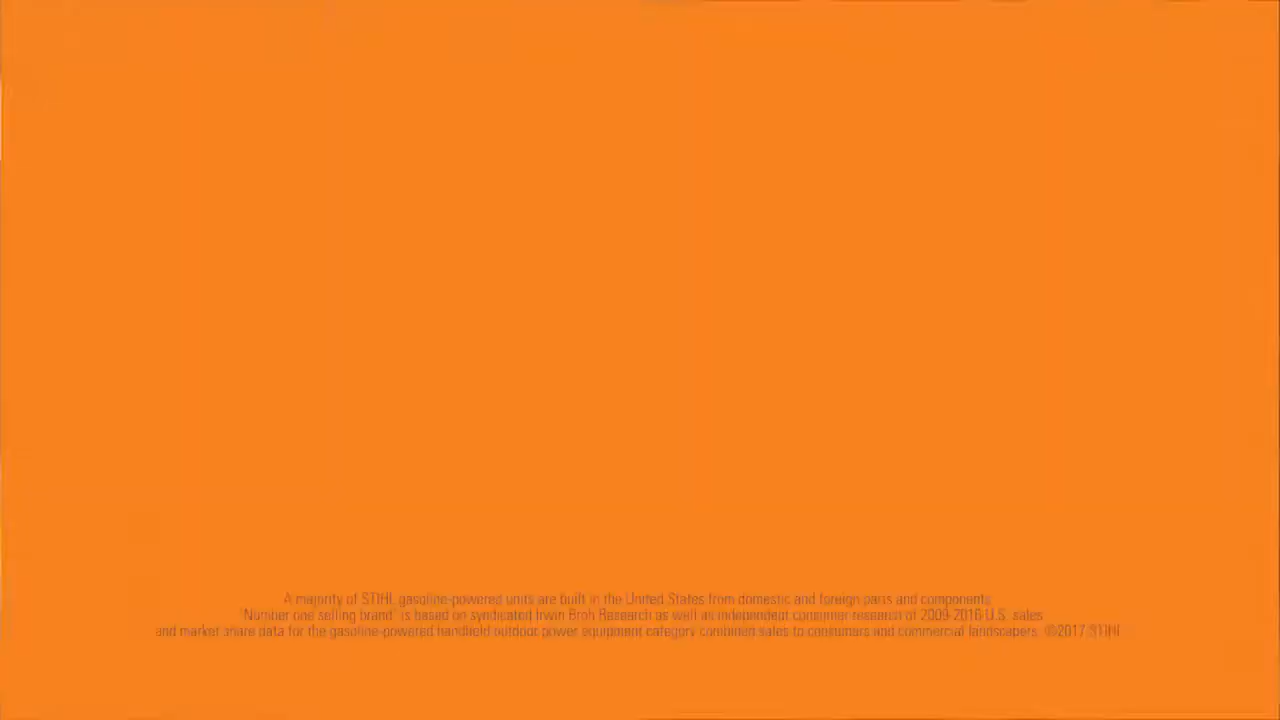 A majority of STIHL gasoline-powered units are built in the United States from domestic and foreign parts and components.
"Number one selling brand" is based on syndicated Irwin Broh Research as well as independent consumer research of 2009-2016 U.S. sales
and market share data for the gasoline-powered handheld outdoor power equipment category combined sales to consumers and commercial landscapers. ©2017 STIHL